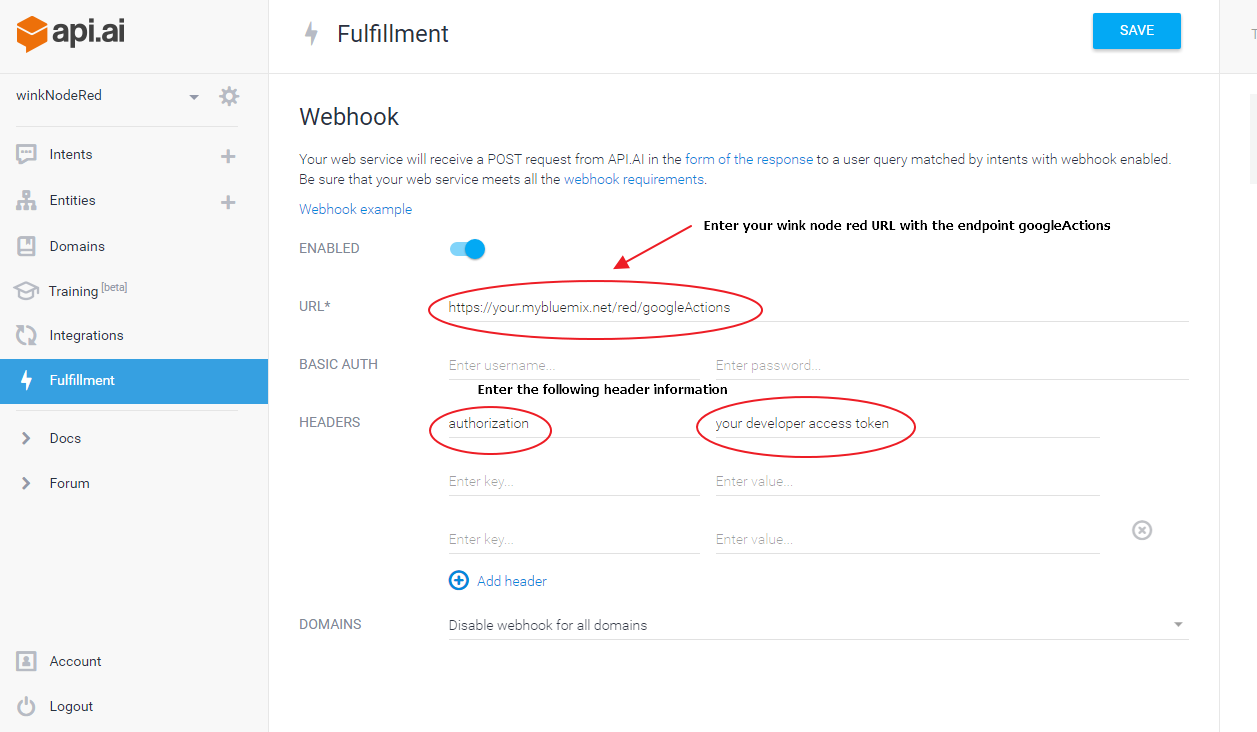 api.ai
Fulfillment
SAVE
T
winkNodeRed
Webhook
Intents
Your web service will receive a POST request from API.AI in the form of the response to a user query matched by intents with webhook enabled.
Be sure that your web service meets all the webhook requirements.
Entities
Webhook example
Enter your wink node red URL with the endpoint googleActions
Domains
ENABLED
Training [beta]
URL*
https://your.mybluemix.net/red/googleActions
Integrations
BASIC AUTH
Enter username...
Enter password...
Fulfillment
Enter the following header information
HEADERS
authorization
your developer access token
Docs
Enter key...
Enter value...
Forum
Enter key...
Enter value...
Add header
DOMAINS
Disable webhook for all domains
Account
Logout